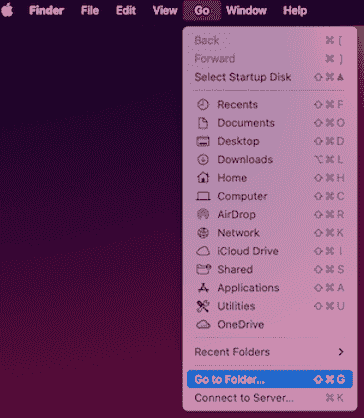 Finder File Edit View Go Window Help
Back ⌘ [
Forward ⌘ ]
Select Startup Disk ⇧ ⌘ ▲
Recents ⇧ ⌘ F
Documents ⇧ ⌘ O
Desktop ⇧ ⌘ D
Downloads ⌥ ⌘ L
Home ⇧ ⌘ H
Computer ⇧ ⌘ C
AirDrop ⇧ ⌘ R
Network ⇧ ⌘ K
iCloud Drive ⇧ ⌘ I
Shared ⇧ ⌘ S
Applications ⇧ ⌘ A
Utilities ⇧ ⌘ U
OneDrive
Recent Folders >
Go to Folder... ⇧ ⌘ G
Connect to Server... ⌘ K